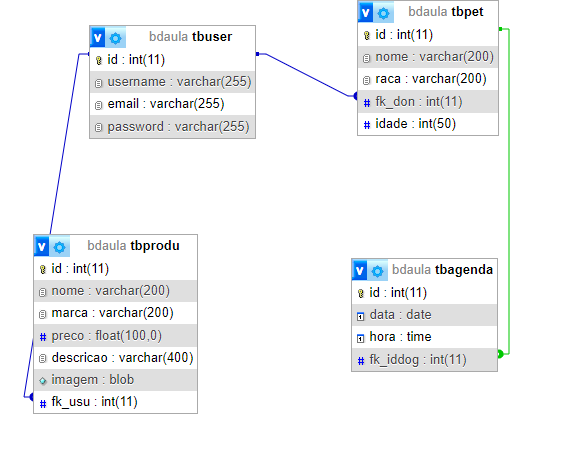 bdaula tbuser
id : int(11)
username : varchar(255)
email : varchar(255)
password : varchar(255)
bdaula tbpet
id : int(11)
nome : varchar(200)
raca : varchar(200)
fk_don : int(11)
idade : int(50)
bdaula tbprodu
id : int(11)
nome : varchar(200)
marca : varchar(200)
preco : float(100,0)
descricao : varchar(400)
imagem : blob
fk_usu : int(11)
bdaula tbagenda
id : int(11)
data : date
hora : time
fk_iddog : int(11)